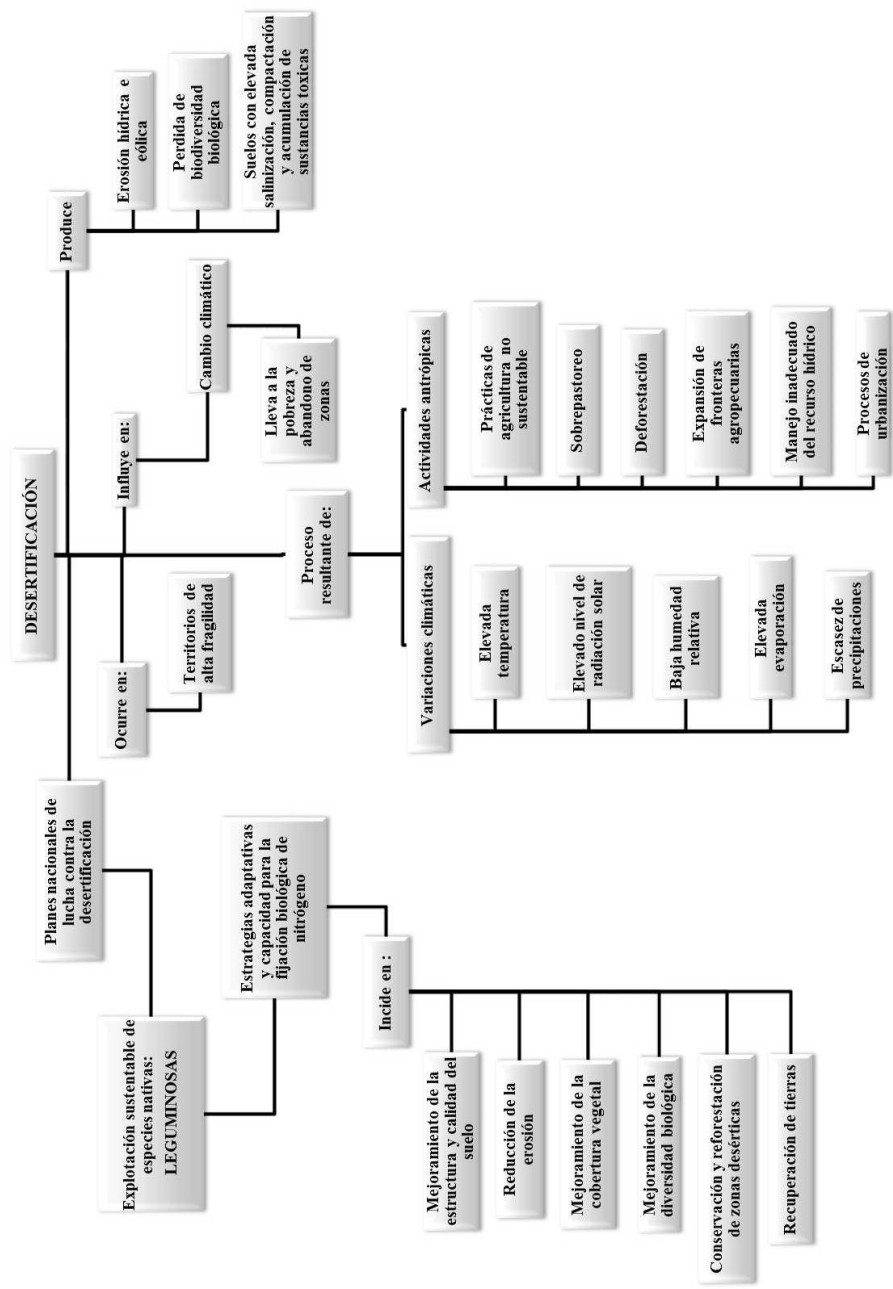 DESERTIFICACIÓN
Planes nacionales de
lucha contra la
desertificación
Explotación sustentable de
especies nativas:
LEGUMINOSAS
Estrategias adaptativas
y capacidad para la
fijación biológica de
nitrógeno
Incide en :
Mejoramiento de la
estructura y calidad del
suelo
Reducción de la
erosión
Mejoramiento de la
cobertura vegetal
Mejoramiento de la
diversidad biológica
Conservación y reforestación
de zonas desérticas
Recuperación de tierras
Ocurre en:
Territorios de
alta fragilidad
Influye en:
Cambio climático
Lleva a la
pobreza y
abandono de
zonas
Proceso
resultante de:
Variaciones climáticas
Elevada
temperatura
Elevado nivel de
radiación solar
Baja humedad
relativa
Elevada
evaporación
Escasez de
precipitaciones
Actividades antrópicas
Prácticas de
agricultura no
sustentable
Sobrepastoreo
Deforestación
Expansión de
fronteras
agropecuarias
Manejo inadecuado
del recurso hídrico
Procesos de
urbanización
Produce
Erosión hídrica e
eólica
Perdida de
biodiversidad
biológica
Suelos con elevada
salinización, compactación
y acumulación de
sustancias toxicas